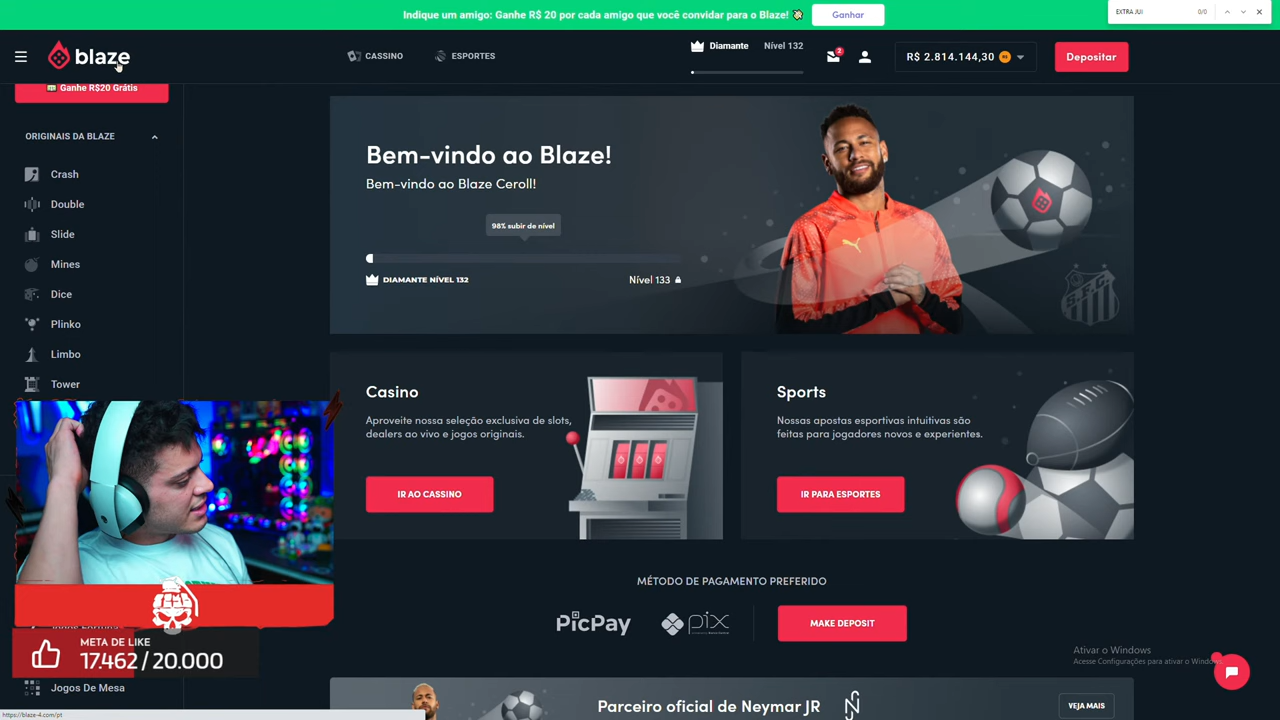 Indique um amigo: Ganhe R$ 20 por cada amigo que você convidar para o Blaze!
Ganhar
EXTRA JUI
0/0
blaze
CASSINO
ESPORTES
Diamante
Nível 132
2
R$ 2.814.144,30
R$
Depositar
Ganhe R$20 Grátis
ORIGINAIS DA BLAZE
Crash
Double
Slide
Mines
Dice
Plinko
Limbo
Tower
Bem-vindo ao Blaze!
Bem-vindo ao Blaze Ceroll!
98% subir de nível
DIAMANTE NÍVEL 132
Nível 133
Casino
Aproveite nossa seleção exclusiva de slots,
dealers ao vivo e jogos originais.
IR AO CASSINO
Sports
Nossas apostas esportivas intuitivas são
feitas para jogadores novos e experientes.
IR PARA ESPORTES
MÉTODO DE PAGAMENTO PREFERIDO
PicPay
pix
MAKE DEPOSIT
META DE LIKE
17.462 / 20.000
Jogos De Mesa
Ativar o Windows
Acesse Configurações para ativar o Windows.
Parceiro oficial de Neymar JR
VEJA MAIS
https://blaze-4.com/pt